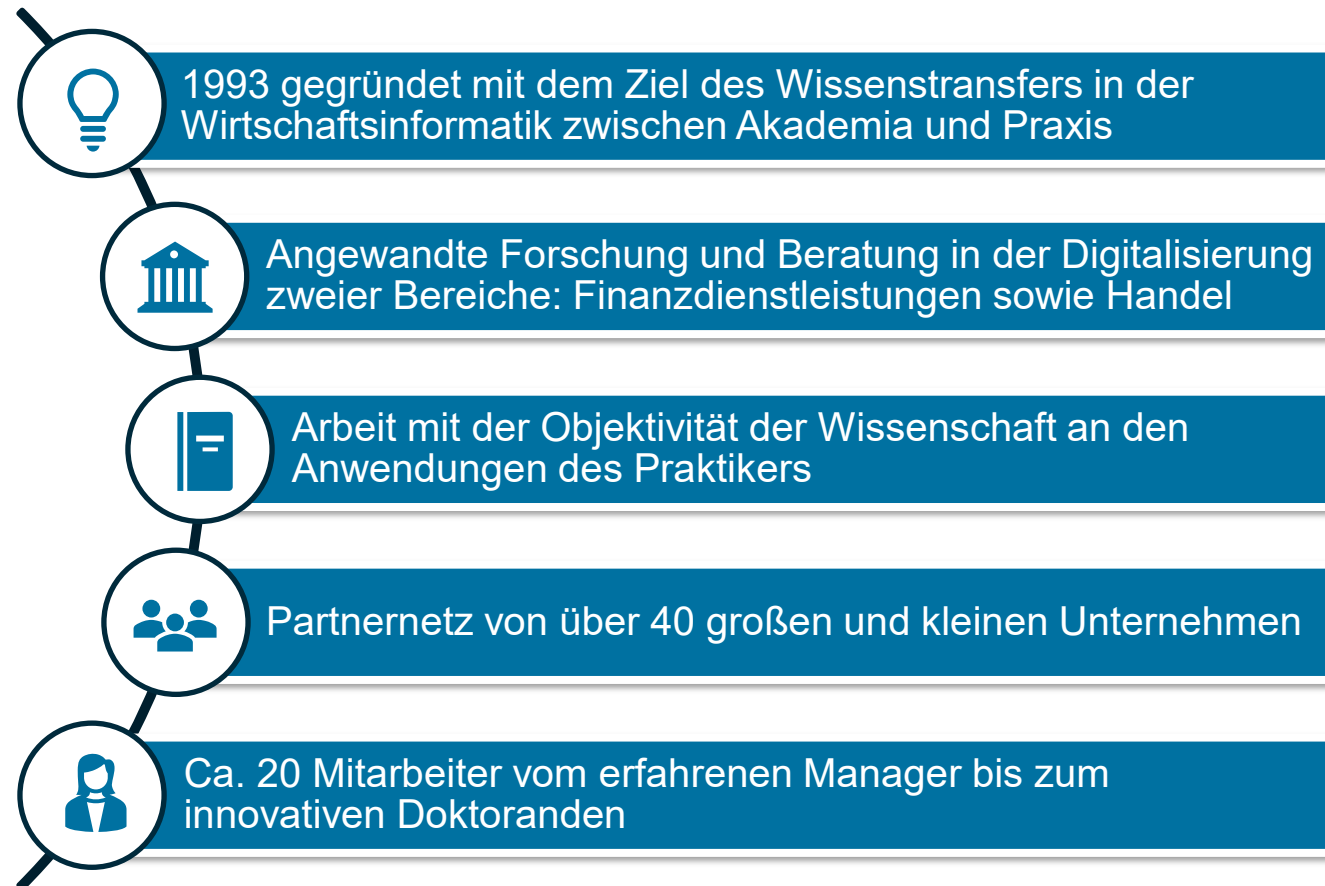 1993 gegründet mit dem Ziel des Wissenstransfers in der
Wirtschaftsinformatik zwischen Akademia und Praxis
Angewandte Forschung und Beratung in der Digitalisierung
zweier Bereiche: Finanzdienstleistungen sowie Handel
Arbeit mit der Objektivität der Wissenschaft an den
Anwendungen des Praktikers
Partnernetz von über 40 großen und kleinen Unternehmen
Ca. 20 Mitarbeiter vom erfahrenen Manager bis zum
innovativen Doktoranden